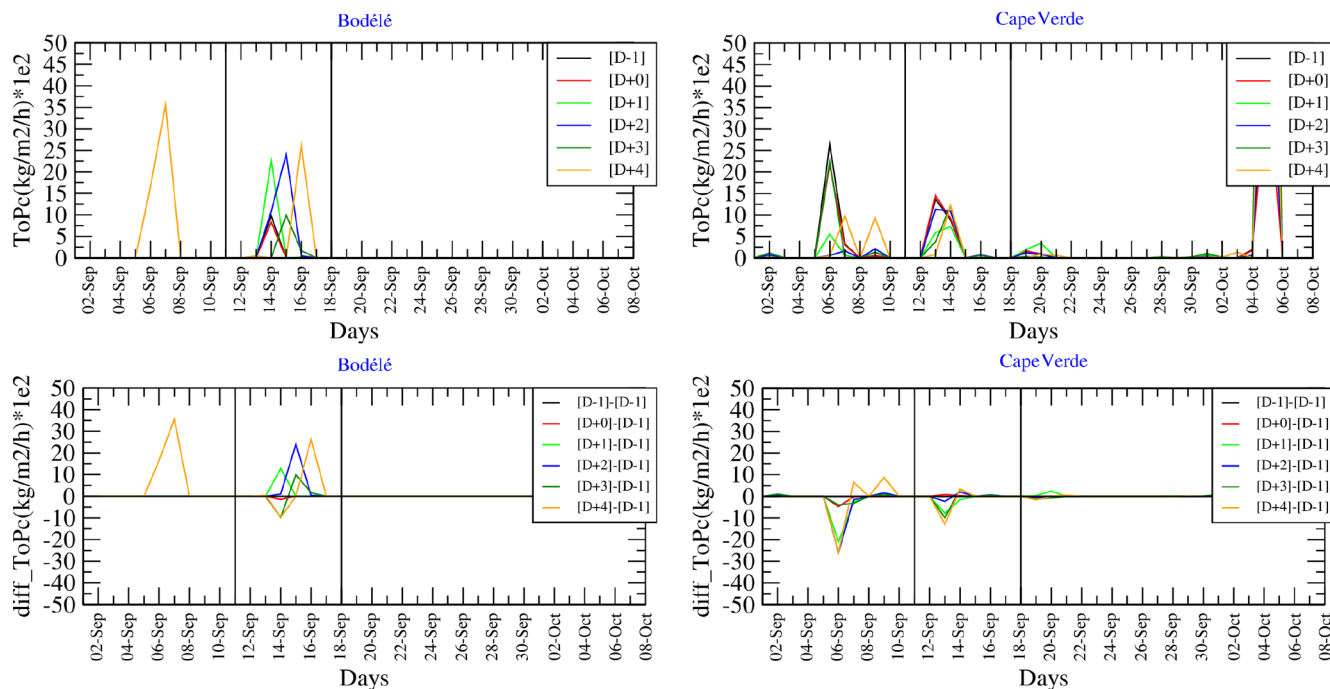 Bodélé
ToPc(kg/m2/h)*1e2
50
45
40
35
30
25
20
15
10
5
0
[D-1]
[D+0]
[D+1]
[D+2]
[D+3]
[D+4]
02-Sep
04-Sep
06-Sep
08-Sep
10-Sep
12-Sep
14-Sep
16-Sep
18-Sep
20-Sep
22-Sep
24-Sep
26-Sep
28-Sep
30-Sep
02-Oct
04-Oct
06-Oct
08-Oct
Days
CapeVerde
ToPc(kg/m2/h)*1e2
50
45
40
35
30
25
20
15
10
5
0
[D-1]
[D+0]
[D+1]
[D+2]
[D+3]
[D+4]
02-Sep
04-Sep
06-Sep
08-Sep
10-Sep
12-Sep
14-Sep
16-Sep
18-Sep
20-Sep
22-Sep
24-Sep
26-Sep
28-Sep
30-Sep
02-Oct
04-Oct
06-Oct
08-Oct
Days
Bodélé
diff_ToPc(kg/m2/h)*1e2
50
40
30
20
10
0
-10
-20
-30
-40
-50
[D-1]-[D-1]
[D+0]-[D-1]
[D+1]-[D-1]
[D+2]-[D-1]
[D+3]-[D-1]
[D+4]-[D-1]
02-Sep
04-Sep
06-Sep
08-Sep
10-Sep
12-Sep
14-Sep
16-Sep
18-Sep
20-Sep
22-Sep
24-Sep
26-Sep
28-Sep
30-Sep
02-Oct
04-Oct
06-Oct
08-Oct
Days
CapeVerde
diff_ToPc(kg/m2/h)*1e2
50
40
30
20
10
0
-10
-20
-30
-40
-50
[D-1]-[D-1]
[D+0]-[D-1]
[D+1]-[D-1]
[D+2]-[D-1]
[D+3]-[D-1]
[D+4]-[D-1]
02-Sep
04-Sep
06-Sep
08-Sep
10-Sep
12-Sep
14-Sep
16-Sep
18-Sep
20-Sep
22-Sep
24-Sep
26-Sep
28-Sep
30-Sep
02-Oct
04-Oct
06-Oct
08-Oct
Days